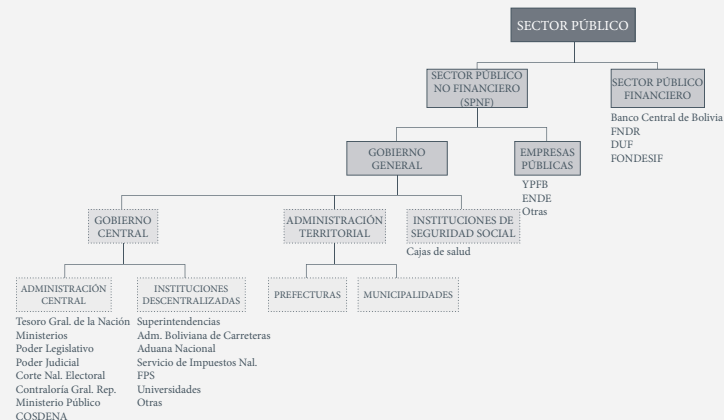 SECTOR PÚBLICO
SECTOR PÚBLICO
NO FINANCIERO
(SPNF)
SECTOR PÚBLICO
FINANCIERO
Banco Central de Bolivia
FNDR
DUF
FONDESIF
GOBIERNO
GENERAL
EMPRESAS
PÚBLICAS
YPFB
ENDE
Otras
GOBIERNO
CENTRAL
ADMINISTRACIÓN
TERRITORIAL
INSTITUCIONES DE
SEGURIDAD SOCIAL
Cajas de salud
ADMINISTRACIÓN
CENTRAL
INSTITUCIONES
DESCENTRALIZADAS
PREFECTURAS
MUNICIPALIDADES
Tesoro Gral. de la Nación
Ministerios
Poder Legislativo
Poder Judicial
Corte Nal. Electoral
Contraloría Gral. Rep.
Ministerio Público
COSDENA
Superintendencias
Adm. Boliviana de Carreteras
Aduana Nacional
Servicio de Impuestos Nal.
FPS
Universidades
Otras